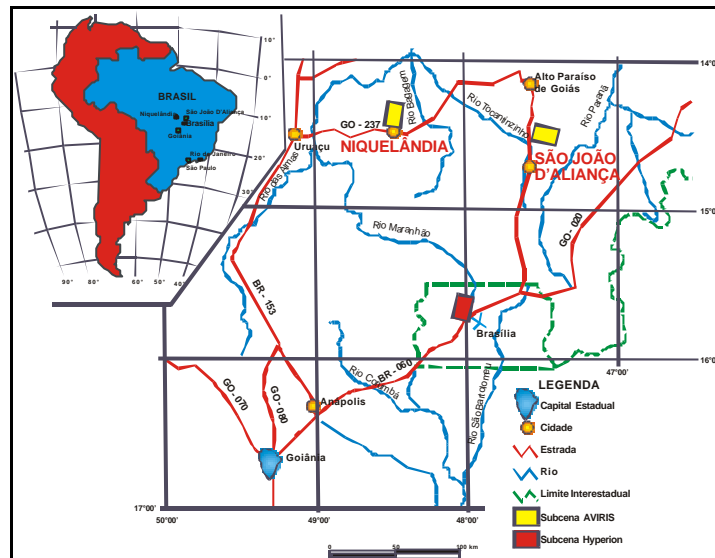 10°
0°
10°
20°
30°
BRASIL
São João D'Aliança
Niquelândia
Brasília
Goiânia
Rio de Janeiro
São Paulo
90°
80°
70°
60°
50°
40°
14°00'
Alto Paraíso
de Goiás
Rio Bagagem
Rio Tocantinzinho
Rio Paranã
GO - 237
Uruaçu
NIQUELÂNDIA
SÃO JOÃO
D'ALIANÇA
Rio das Almas
15°00'
Rio Maranhão
GO - 020
BR - 153
Brasília
16°00'
47°00'
BR - 060
Rio Corumbá
GO - 070
GO - 080
Anápolis
Rio São Bartolomeu
Goiânia
LEGENDA
Capital Estadual
Cidade
Estrada
Rio
Limite Interestadual
Subcena AVIRIS
Subcena Hyperion
17°00'
50°00'
49°00'
48°00'
0
50
100 km